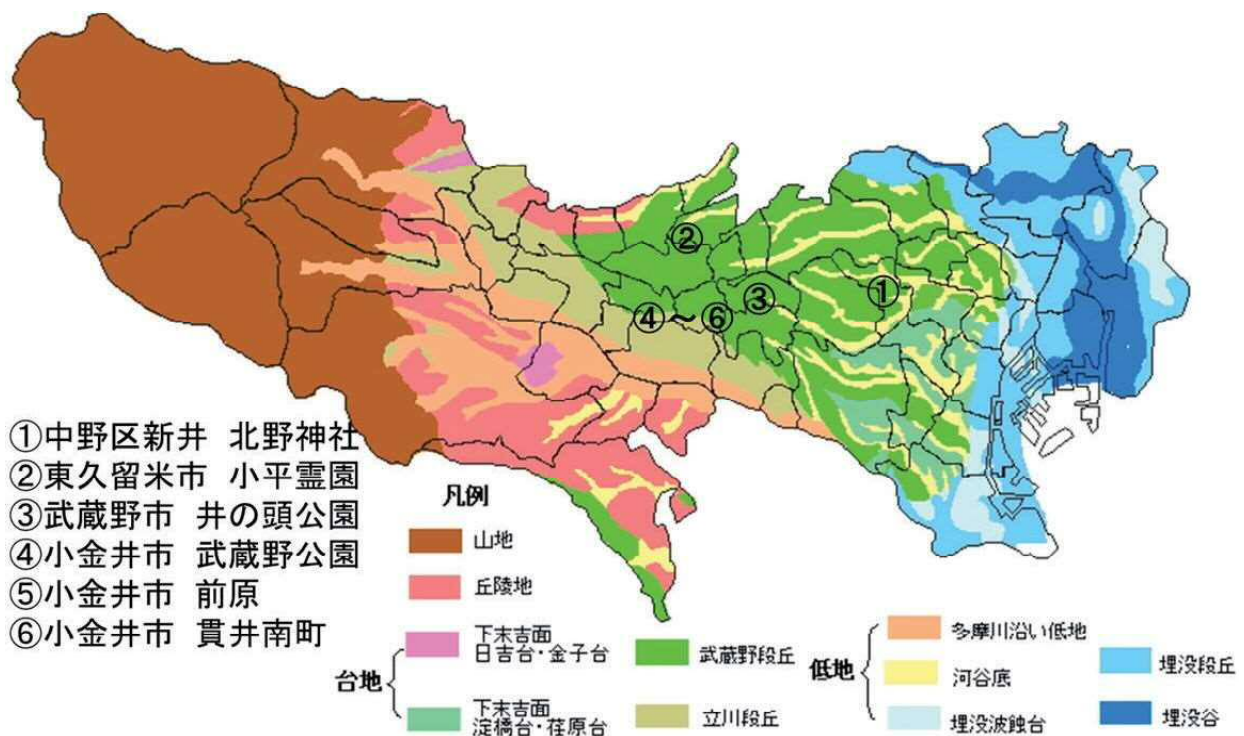 ②
③
①
④～⑥
①中野区新井 北野神社
②東久留米市 小平霊園
③武蔵野市 井の頭公園
④小金井市 武蔵野公園
⑤小金井市 前原
⑥小金井市 貫井南町
凡例
山地
丘陵地
台地
下末吉面
日吉台・金子台
武蔵野段丘
下末吉面
淀橋台・荏原台
立川段丘
低地
多摩川沿い低地
河谷底
埋没波蝕台
埋没段丘
埋没谷